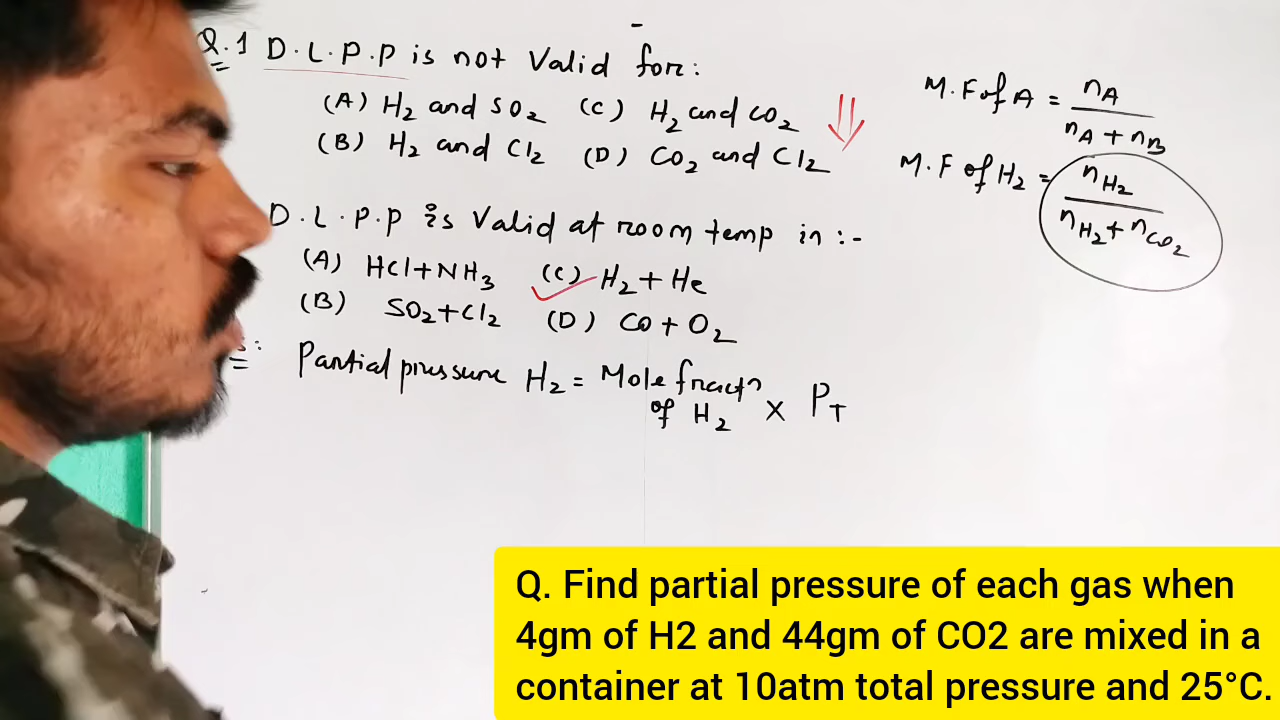 Q.1 D.L.P.P is not Valid for:
(A) H₂ and SO₂ (C) H₂ and CO₂
(B) H₂ and Cl₂ (D) CO₂ and Cl₂
D.L.P.P is Valid at room temp in :-
(A) HCl+NH₃ (C) H₂+He
(B) SO₂+Cl₂ (D) CO+O₂
Partial pressure H₂ = Mole fractn
of H₂ × P_T
M.F of A = nA
nA + nB
M.F of H₂ = nH₂
nH₂ + nCO₂
Q. Find partial pressure of each gas when
4gm of H2 and 44gm of CO2 are mixed in a
container at 10atm total pressure and 25°C.